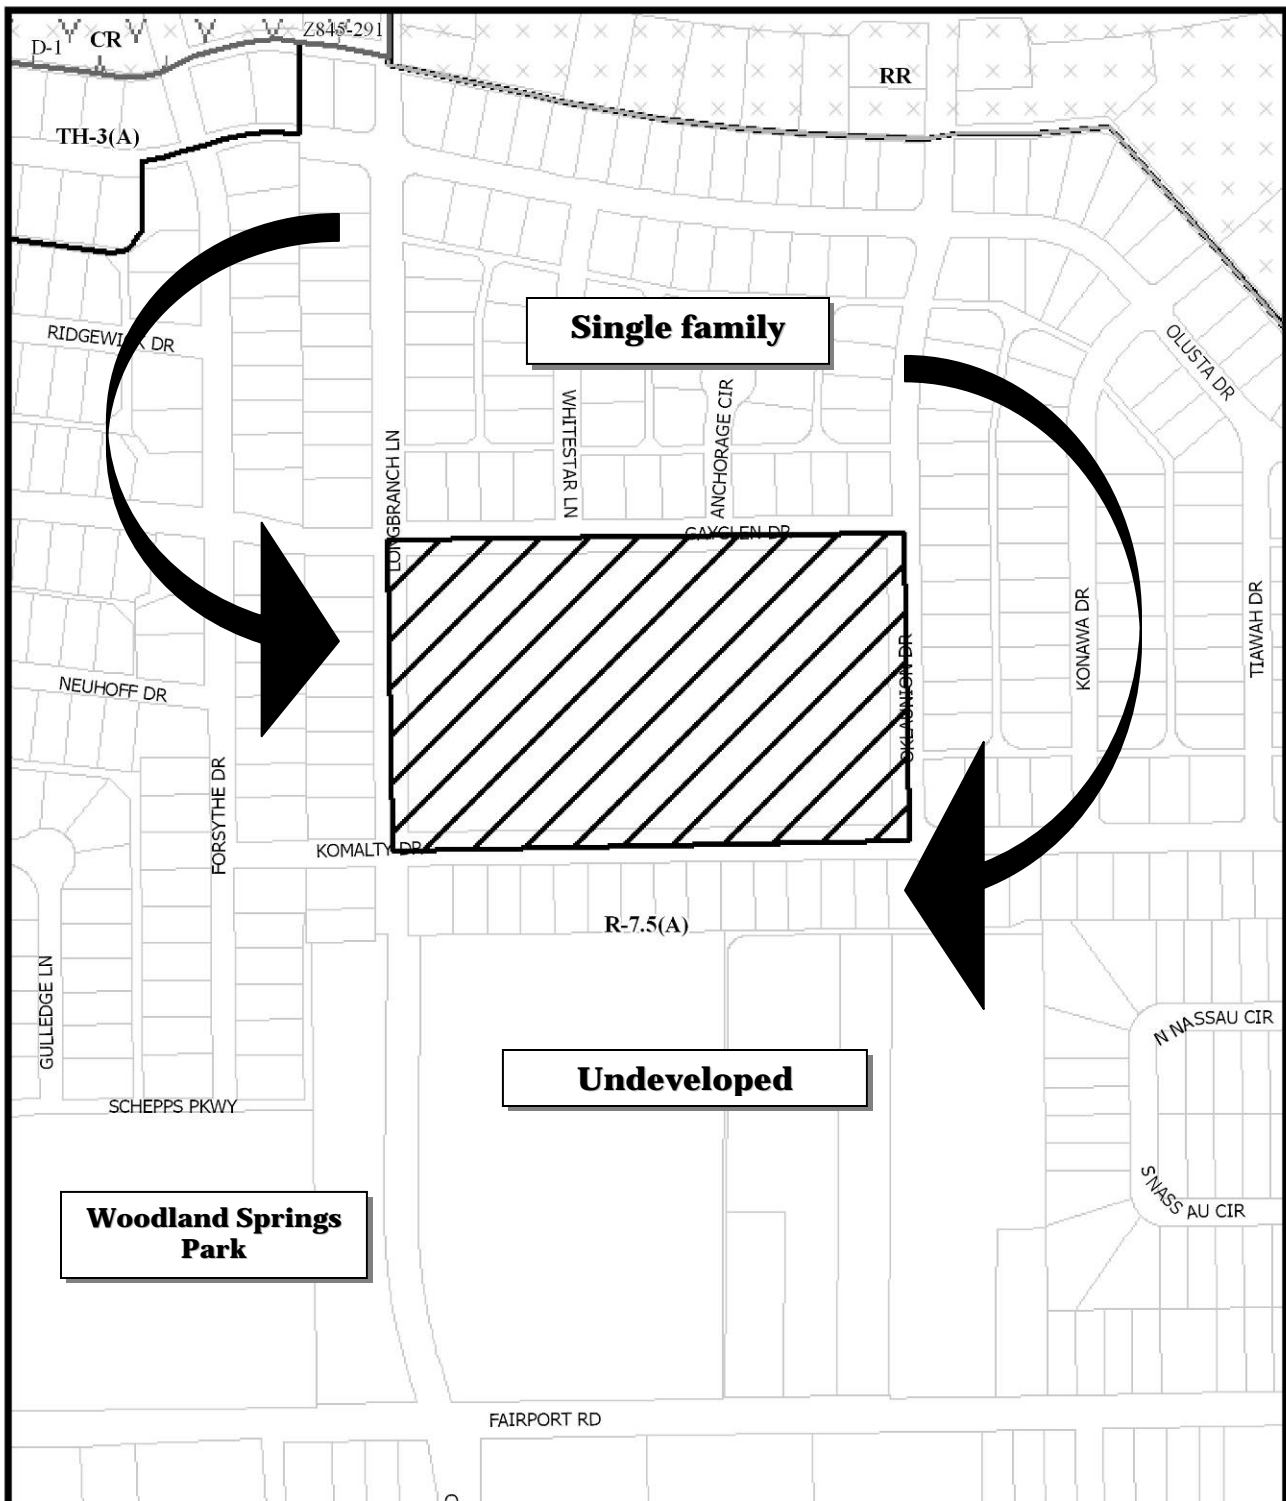 Z845-291
D-1
CR
RR
TH-3(A)
RIDGEWICK DR
Single family
OLUSTA DR
WHITESTAR LN
ANCHORAGE CIR
LONGBRANCH LN
GAYGLEN DR
KONAWA DR
TIAWAH DR
OKLAUNION DR
NEUHOFF DR
FORSYTHE DR
KOMALTY DR
R-7.5(A)
GULLEDGE LN
N NASSAU CIR
Undeveloped
SCHEPPS PKWY
S NASSAU CIR
Woodland Springs
Park
FAIRPORT RD